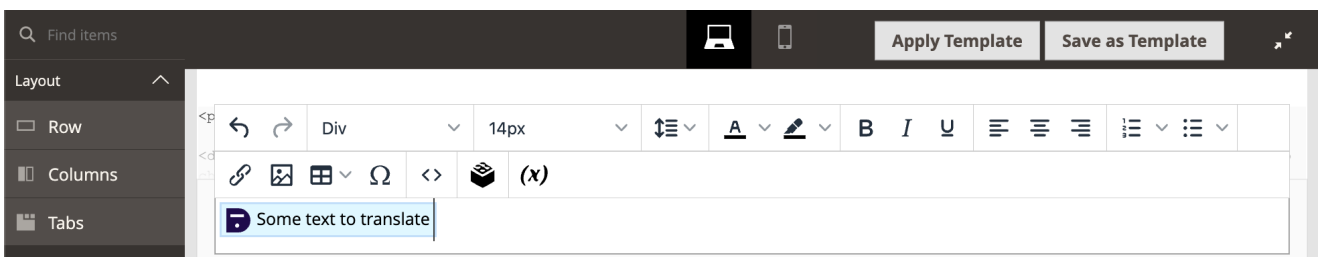 Find items
Apply Template
Save as Template
Layout
Row
Columns
Tabs
<p
Div
14px
A
B
I
U
<d
Ω
<>
(x)
Some text to translate